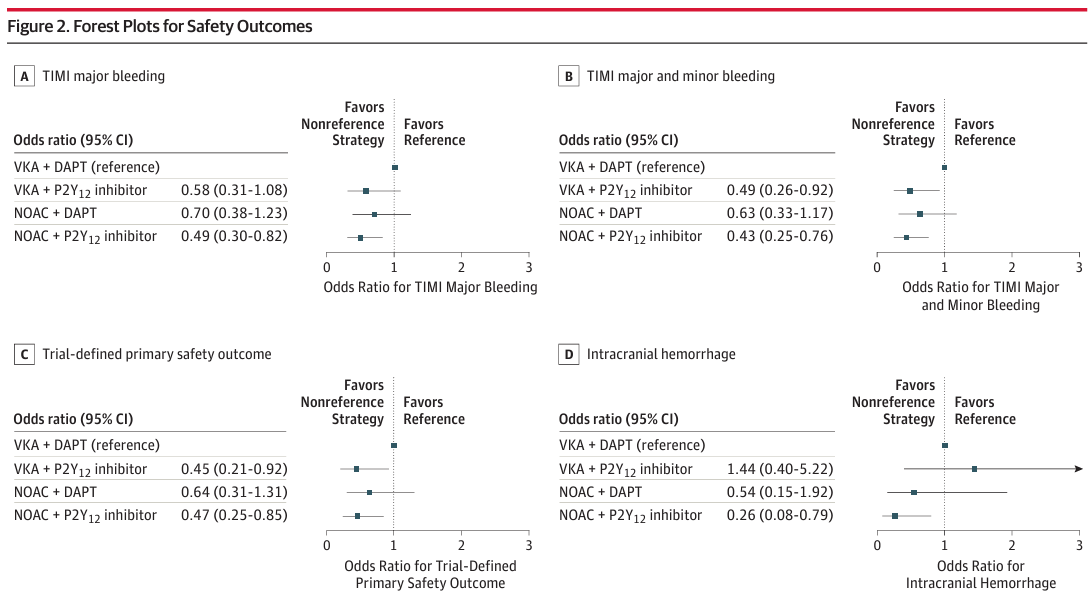 Figure 2. Forest Plots for Safety Outcomes
A TIMI major bleeding
Favors Nonreference Strategy
Favors Reference
Odds ratio (95% CI)
VKA + DAPT (reference)
VKA + P2Y12 inhibitor 0.58 (0.31-1.08)
NOAC + DAPT 0.70 (0.38-1.23)
NOAC + P2Y12 inhibitor 0.49 (0.30-0.82)
0 1 2 3
Odds Ratio for TIMI Major Bleeding
B TIMI major and minor bleeding
Favors Nonreference Strategy
Favors Reference
Odds ratio (95% CI)
VKA + DAPT (reference)
VKA + P2Y12 inhibitor 0.49 (0.26-0.92)
NOAC + DAPT 0.63 (0.33-1.17)
NOAC + P2Y12 inhibitor 0.43 (0.25-0.76)
0 1 2 3
Odds Ratio for TIMI Major
and Minor Bleeding
C Trial-defined primary safety outcome
Favors Nonreference Strategy
Favors Reference
Odds ratio (95% CI)
VKA + DAPT (reference)
VKA + P2Y12 inhibitor 0.45 (0.21-0.92)
NOAC + DAPT 0.64 (0.31-1.31)
NOAC + P2Y12 inhibitor 0.47 (0.25-0.85)
0 1 2 3
Odds Ratio for Trial-Defined
Primary Safety Outcome
D Intracranial hemorrhage
Favors Nonreference Strategy
Favors Reference
Odds ratio (95% CI)
VKA + DAPT (reference)
VKA + P2Y12 inhibitor 1.44 (0.40-5.22)
NOAC + DAPT 0.54 (0.15-1.92)
NOAC + P2Y12 inhibitor 0.26 (0.08-0.79)
0 1 2 3
Odds Ratio for
Intracranial Hemorrhage